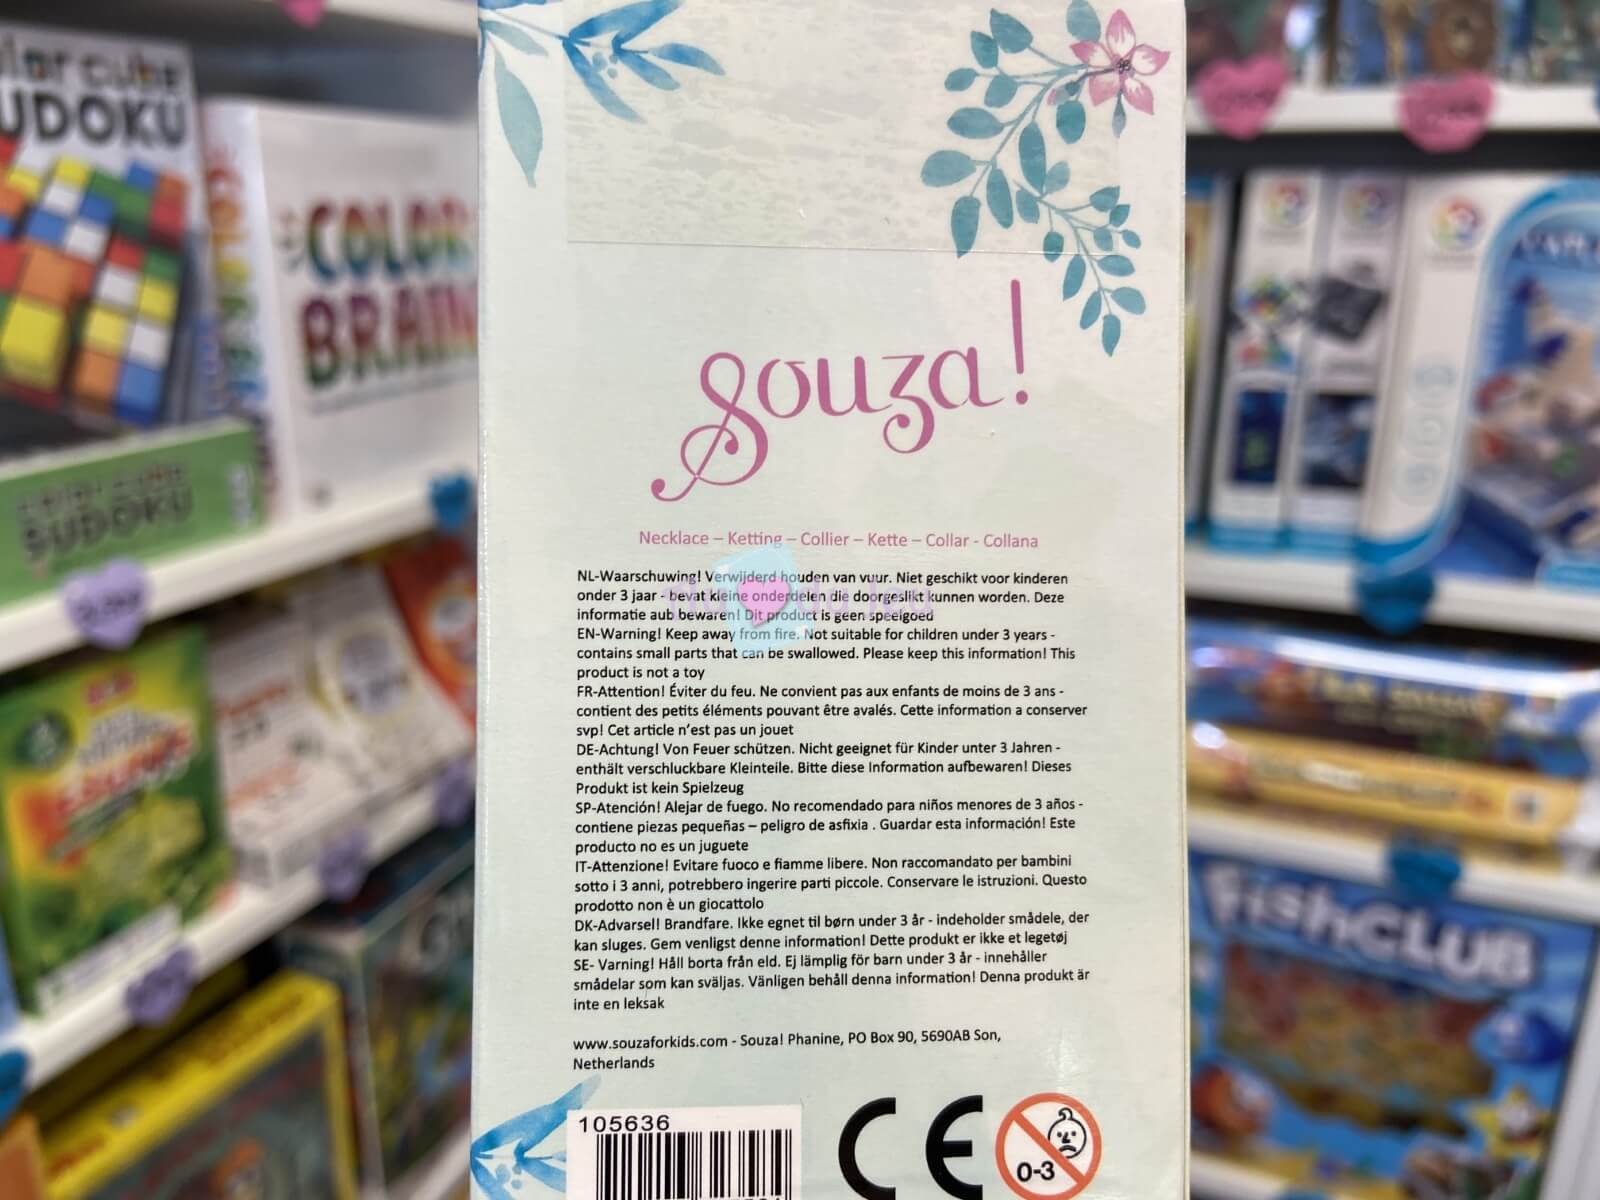 Souza!
Necklace – Ketting – Collier – Kette – Collar - Collana
NL-Waarschuwing! Verwijderd houden van vuur. Niet geschikt voor kinderen
onder 3 jaar - bevat kleine onderdelen die doorgeslikt kunnen worden. Deze
informatie aub bewaren! Dit product is geen speelgoed
EN-Warning! Keep away from fire. Not suitable for children under 3 years -
contains small parts that can be swallowed. Please keep this information! This
product is not a toy
FR-Attention! Éviter du feu. Ne convient pas aux enfants de moins de 3 ans -
contient des petits éléments pouvant être avalés. Cette information a conserver
svp! Cet article n'est pas un jouet
DE-Achtung! Von Feuer schützen. Nicht geeignet für Kinder unter 3 Jahren -
enthält verschluckbare Kleinteile. Bitte diese Information aufbewaren! Dieses
Produkt ist kein Spielzeug
SP-Atención! Alejar de fuego. No recomendado para niños menores de 3 años -
contiene piezas pequeñas – peligro de asfixia . Guardar esta información! Este
producto no es un juguete
IT-Attenzione! Evitare fuoco e fiamme libere. Non raccomandato per bambini
sotto i 3 anni, potrebbero ingerire parti piccole. Conservare le istruzioni. Questo
prodotto non è un giocattolo
DK-Advarsel! Brandfare. Ikke egnet til børn under 3 år - indeholder smådele, der
kan sluges. Gem venligst denne information! Dette produkt er ikke et legetøj
SE- Varning! Håll borta från eld. Ej lämplig för barn under 3 år - innehåller
smådelar som kan sväljas. Vänligen behåll denna information! Denna produkt är
inte en leksak
www.souzaforkids.com - Souza! Phanine, PO Box 90, 5690AB Son,
Netherlands
105636
CE
0-3
cube
SUDOKU
COLOR
BRAIN
SUDOKU
FISHCLUB